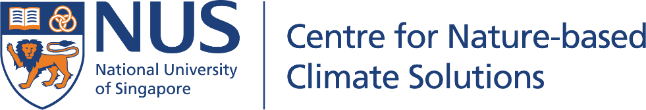 NUS
National University
of Singapore
Centre for Nature-based
Climate Solutions